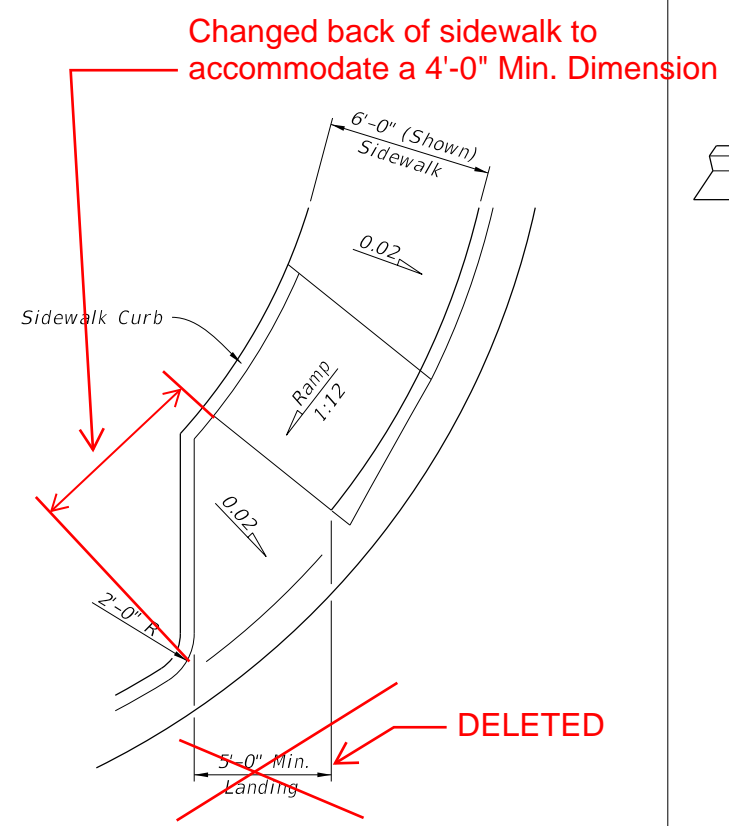 Changed back of sidewalk to
accommodate a 4'-0" Min. Dimension
6'-0" (Shown)
Sidewalk
0.02
Sidewalk Curb
Ramp
1:12
0.02
2'-0" R
DELETED
5'-0" Min.
Landing